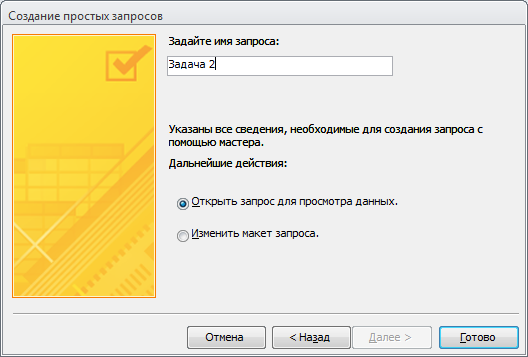 Создание простых запросов
Задайте имя запроса:
Задача 2
Указаны все сведения, необходимые для создания запроса с
помощью мастера.
Дальнейшие действия:
Открыть запрос для просмотра данных.
Изменить макет запроса.
Отмена < Назад Далее > Готово